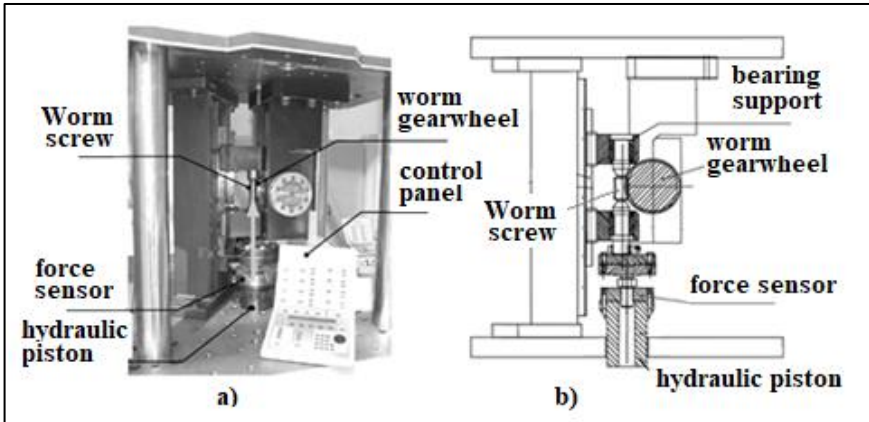 Worm
screw
force
sensor
hydraulic
piston
worm
gearwheel
control
panel
a)
bearing
support
worm
gearwheel
Worm
screw
force sensor
hydraulic piston
b)